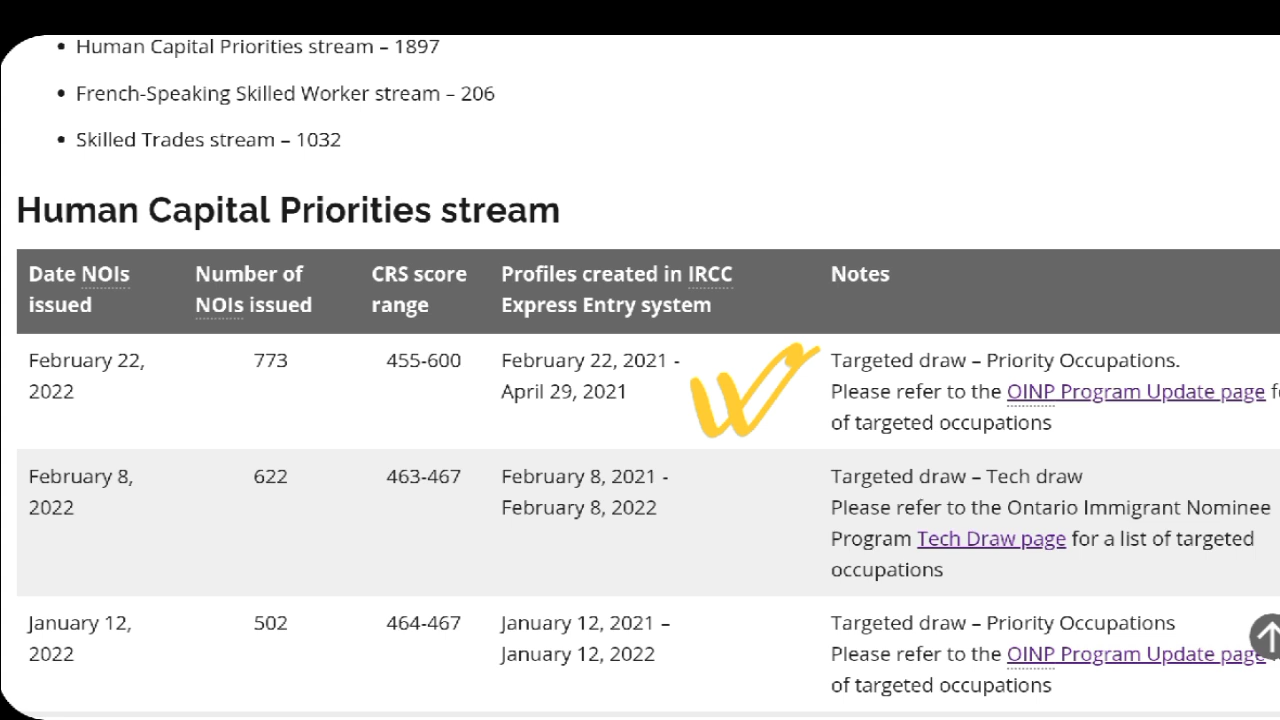 • Human Capital Priorities stream – 1897
• French-Speaking Skilled Worker stream – 206
• Skilled Trades stream – 1032
Human Capital Priorities stream
Date NOIs issued
Number of NOIs issued
CRS score range
Profiles created in IRCC Express Entry system
Notes
February 22, 2022
773
455-600
February 22, 2021 - April 29, 2021
Targeted draw – Priority Occupations.
Please refer to the OINP Program Update page
of targeted occupations
February 8, 2022
622
463-467
February 8, 2021 - February 8, 2022
Targeted draw – Tech draw
Please refer to the Ontario Immigrant Nominee
Program Tech Draw page for a list of targeted
occupations
January 12, 2022
502
464-467
January 12, 2021 – January 12, 2022
Targeted draw – Priority Occupations
Please refer to the OINP Program Update page
of targeted occupations